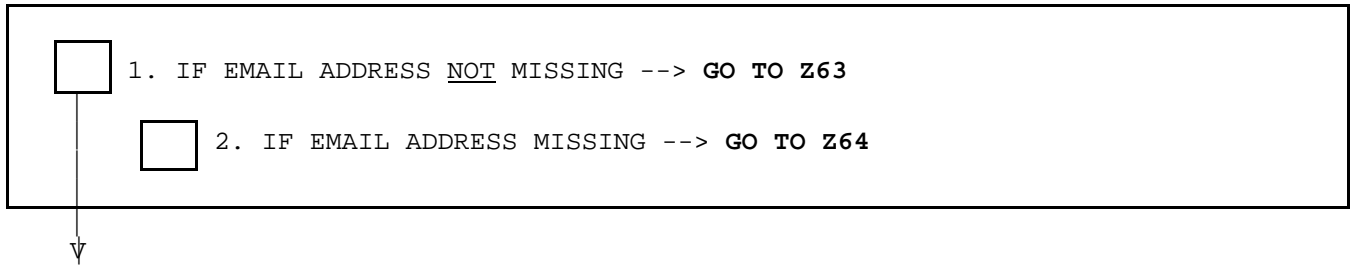 1. IF EMAIL ADDRESS NOT MISSING --> GO TO Z63
2. IF EMAIL ADDRESS MISSING --> GO TO Z64
V